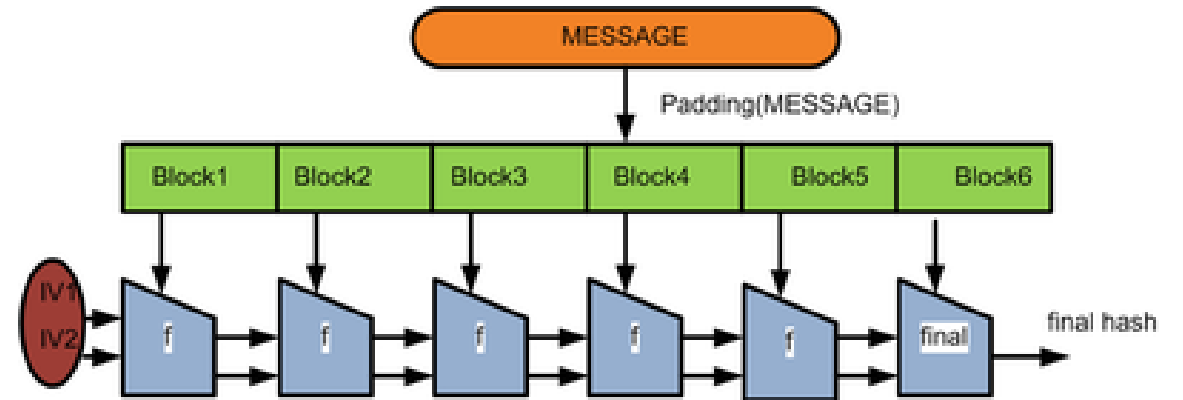 MESSAGE
Padding(MESSAGE)
Block1 Block2 Block3 Block4 Block5 Block6
IV1
IV2
f f f f f final
final hash